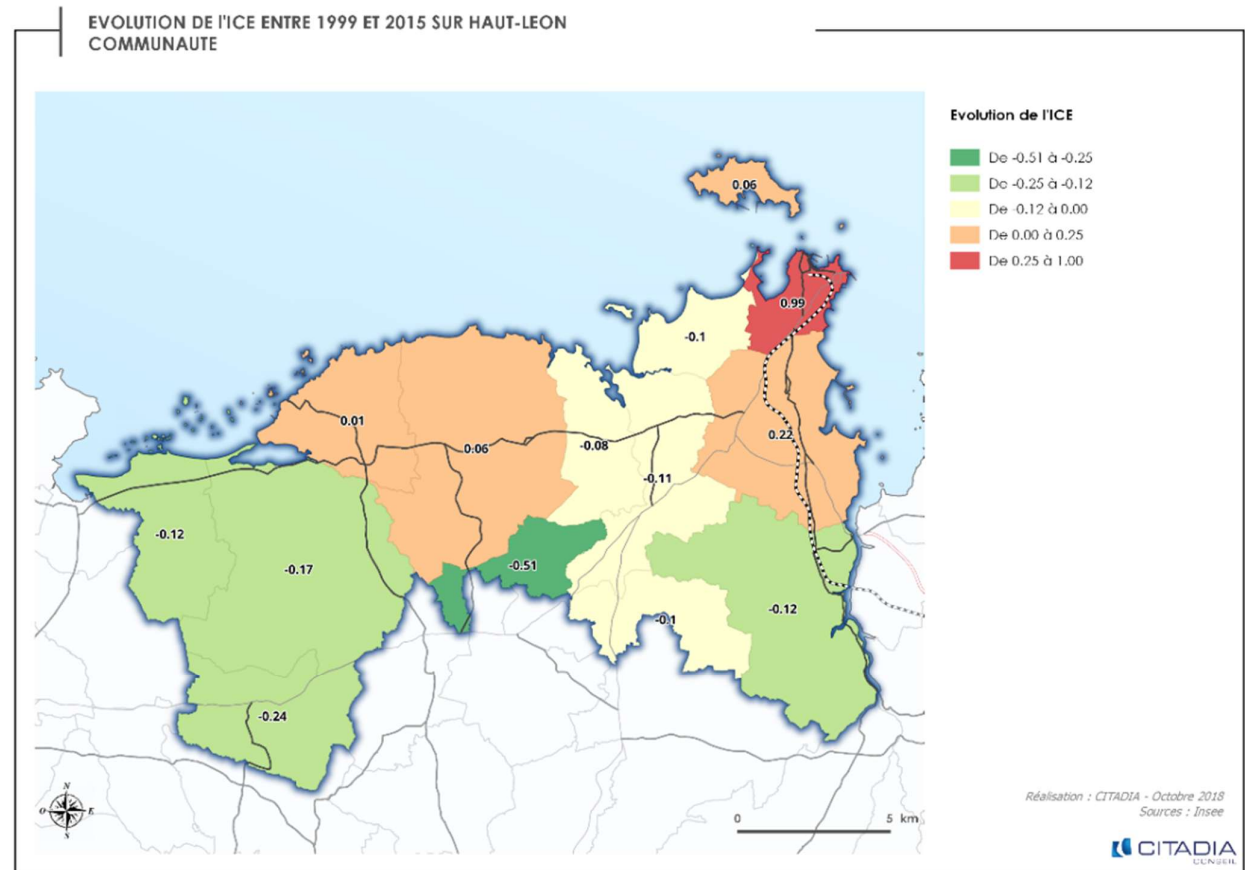 EVOLUTION DE l'ICE ENTRE 1999 ET 2015 SUR HAUT-LEON
COMMUNAUTE
Evolution de l'ICE
De -0.51 à -0.25
De -0.25 à -0.12
De -0.12 à 0.00
De 0.00 à 0.25
De 0.25 à 1.00
0.06
0.99
-0.1
0.01
0.06
-0.08
0.22
-0.11
-0.12
-0.17
-0.51
-0.12
-0.1
-0.24
N
O
E
S
0
5 km
Réalisation : CITADIA - Octobre 2018
Sources : Insee
CITADIA
CONSEIL